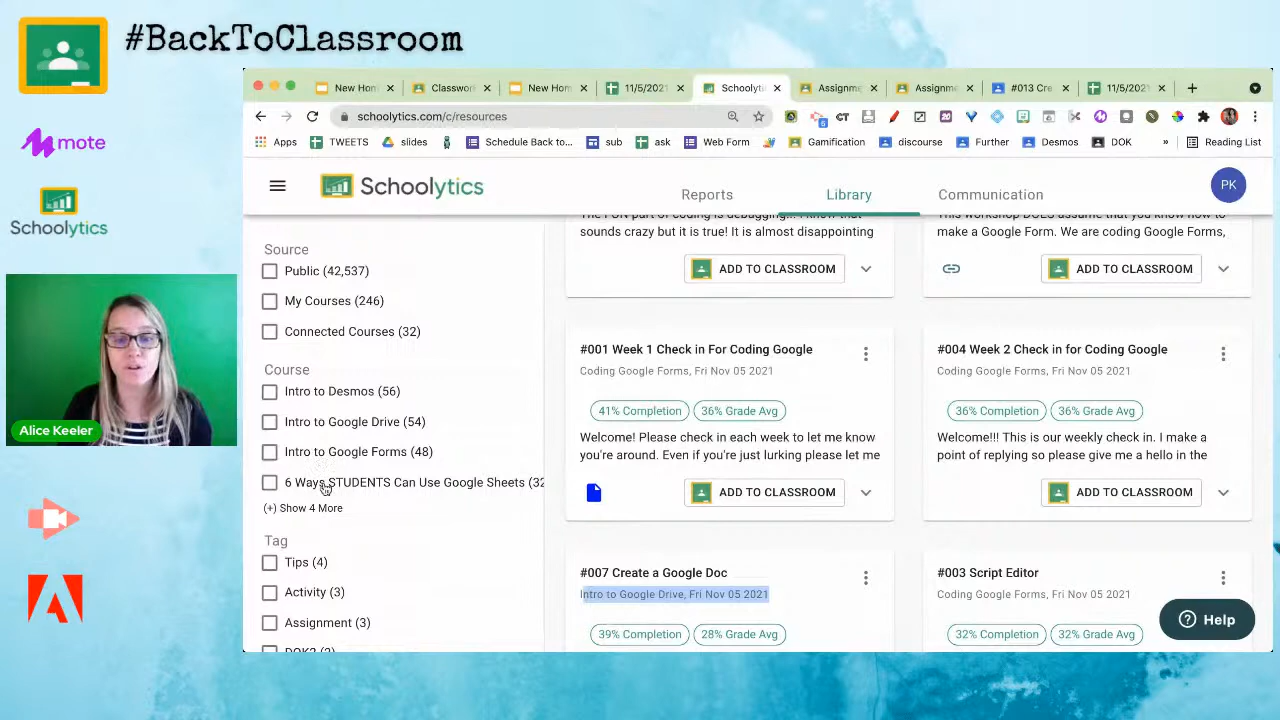 #BackToClassroom
mote
Schoolytics
Alice Keeler
New Hom
Classwor
New Hom
11/5/2021
Schoolyti
Assignme
Assignme
#013 Cre
11/5/2021
schoolytics.com/c/resources
Apps
TWEETS
slides
Schedule Back to...
sub
ask
Web Form
Gamification
discourse
Further
Desmos
DOK
»
Reading List
Schoolytics
Reports
Library
Communication
PK
Source
Public (42,537)
My Courses (246)
Connected Courses (32)
Course
Intro to Desmos (56)
Intro to Google Drive (54)
Intro to Google Forms (48)
6 Ways STUDENTS Can Use Google Sheets (32
(+) Show 4 More
Tag
Tips (4)
Activity (3)
Assignment (3)
sounds crazy but it is true! It is almost disappointing
ADD TO CLASSROOM
This workshop DOES assume that you know how to
make a Google Form. We are coding Google Forms,
ADD TO CLASSROOM
#001 Week 1 Check in For Coding Google
Coding Google Forms, Fri Nov 05 2021
41% Completion
36% Grade Avg
Welcome! Please check in each week to let me know
you're around. Even if you're just lurking please let me
ADD TO CLASSROOM
#004 Week 2 Check in for Coding Google
Coding Google Forms, Fri Nov 05 2021
36% Completion
36% Grade Avg
Welcome!!! This is our weekly check in. I make a
point of replying so please give me a hello in the
ADD TO CLASSROOM
#007 Create a Google Doc
Intro to Google Drive, Fri Nov 05 2021
39% Completion
28% Grade Avg
#003 Script Editor
Coding Google Forms, Fri Nov 05 2021
32% Completion
32% Grade Avg
Help